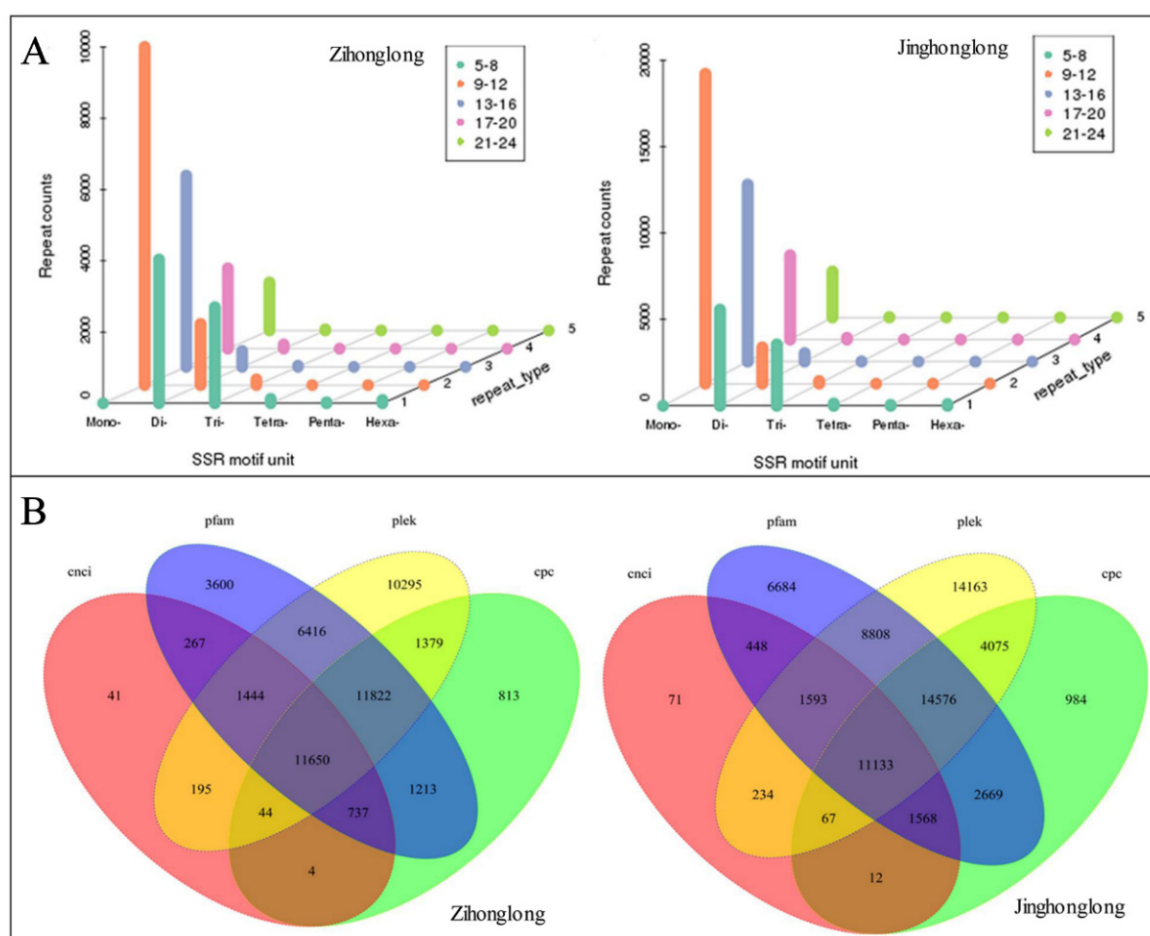 A
Zihonglong
5-8
9-12
13-16
17-20
21-24
Repeat counts
10000
8000
6000
4000
2000
0
Mono-
Di-
Tri-
Tetra-
Penta-
Hexa-
SSR motif unit
1
2
3
4
5
repeat_type
Jinghonglong
5-8
9-12
13-16
17-20
21-24
Repeat counts
20000
15000
10000
5000
0
Mono-
Di-
Tri-
Tetra-
Penta-
Hexa-
SSR motif unit
1
2
3
4
5
repeat_type
B
cnci
pfam
plek
cpc
3600
10295
267
6416
1379
41
1444
11822
813
11650
195
44
737
1213
4
Zihonglong
cnci
pfam
plek
cpc
6684
14163
448
8808
4075
71
1593
14576
984
11133
234
67
1568
2669
12
Jinghonglong